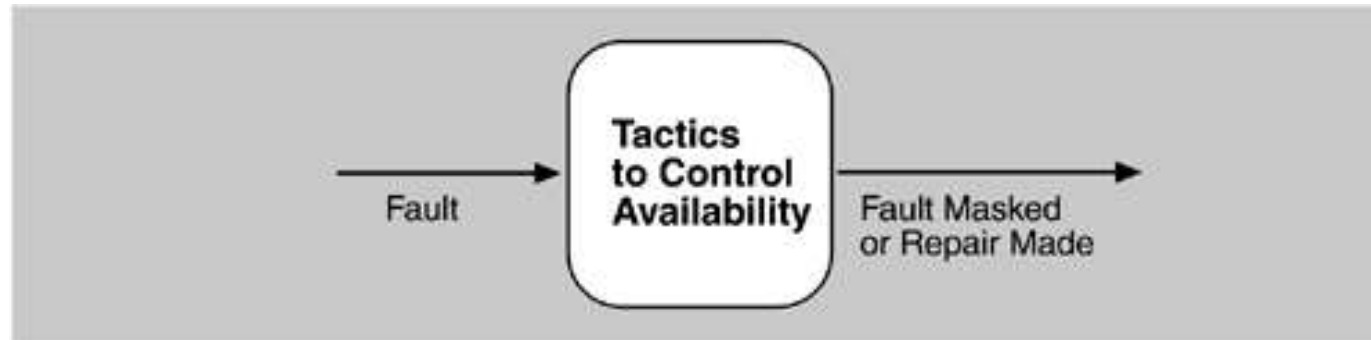 Fault
Tactics
to Control
Availability
Fault Masked
or Repair Made